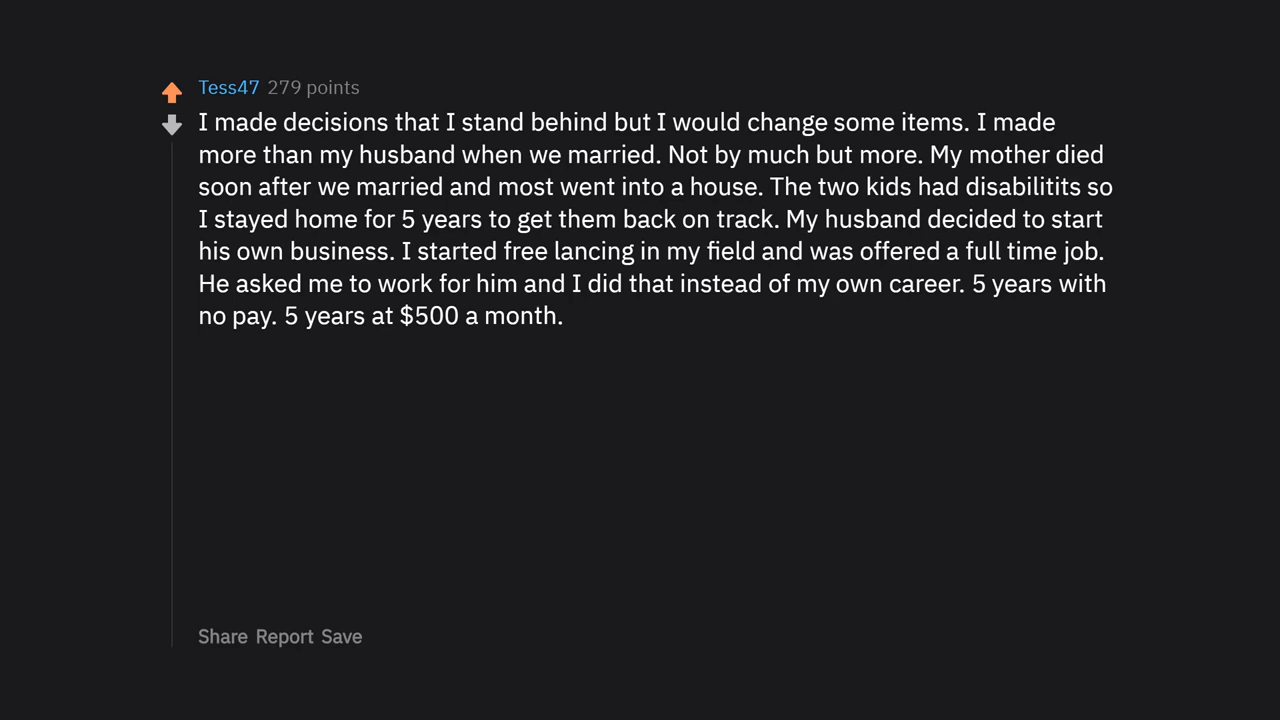 Tess47 279 points
I made decisions that I stand behind but I would change some items. I made
more than my husband when we married. Not by much but more. My mother died
soon after we married and most went into a house. The two kids had disabilitits so
I stayed home for 5 years to get them back on track. My husband decided to start
his own business. I started free lancing in my field and was offered a full time job.
He asked me to work for him and I did that instead of my own career. 5 years with
no pay. 5 years at $500 a month.
Share Report Save